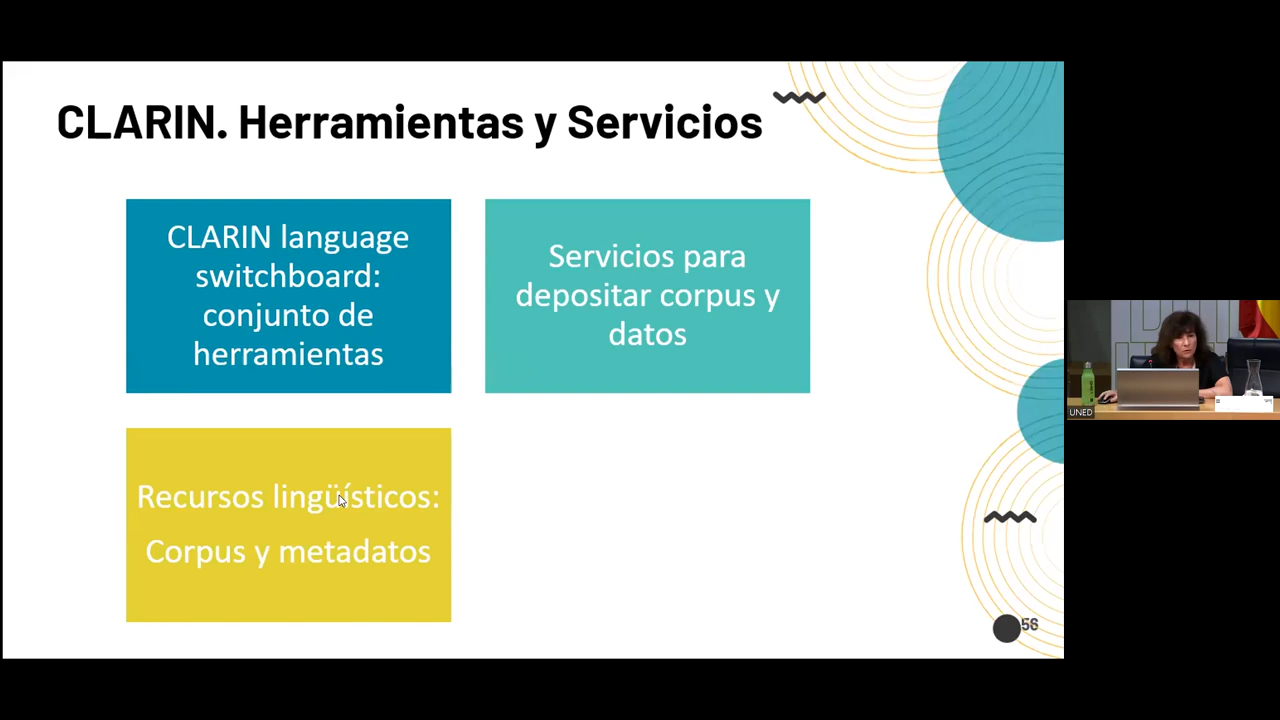 CLARIN. Herramientas y Servicios
CLARIN language
switchboard:
conjunto de
herramientas
Servicios para
depositar corpus y
datos
Recursos lingüísticos:
Corpus y metadatos
56
UNED